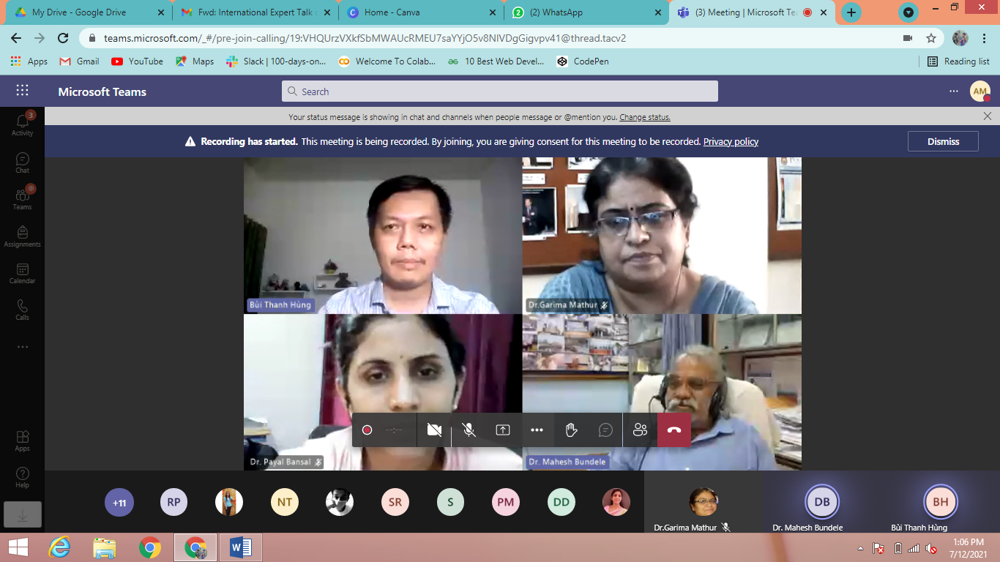 My Drive - Google Drive
Fwd: International Expert Talk
Home - Canva
(2) WhatsApp
(3) Meeting | Microsoft Te
teams.microsoft.com/_#/pre-join-calling/19:VHQUrzVXkfSbMWAUcRMEU7saYYjO5v8NIVDgGigvpv41@thread.tacv2
Apps
Gmail
YouTube
Maps
Slack | 100-days-on...
Welcome To Colab...
10 Best Web Devel...
CodePen
Reading list
Microsoft Teams
Search
AM
Your status message is showing in chat and channels when people message or @mention you. Change status.
Recording has started. This meeting is being recorded. By joining, you are giving consent for this meeting to be recorded. Privacy policy
Dismiss
3
Activity
Chat
@
Teams
Assignments
Calendar
Calls
Apps
Help
Bùi Thanh Hùng
Dr.Garima Mathur
Dr. Payal Bansal
Dr. Mahesh Bundele
--:--
+11
RP
NT
SR
S
PM
DD
Dr.Garima Mathur
DB
Dr. Mahesh Bundele
BH
Bùi Thanh Hùng
1:06 PM
7/12/2021